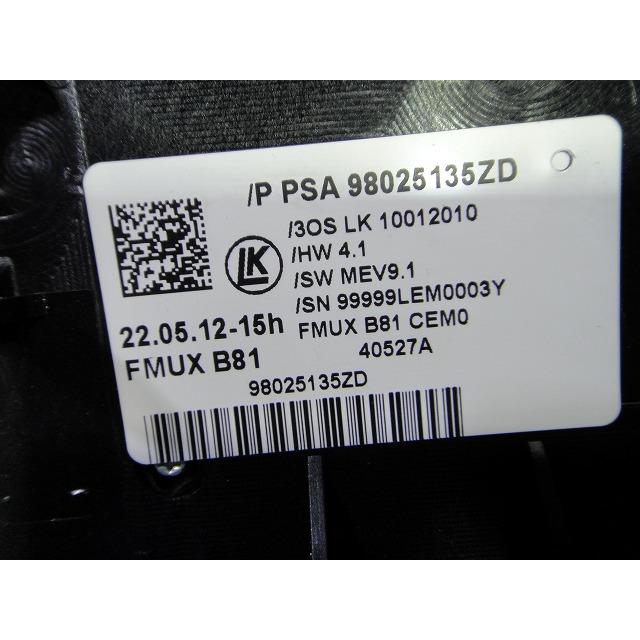 /P PSA 98025135ZD
/3OS LK 10012010
LK
/HW 4.1
/SW MEV9.1
/SN 99999LEM0003Y
22.05.12-15h
FMUX B81 CEM0
FMUX B81
40527A
98025135ZD